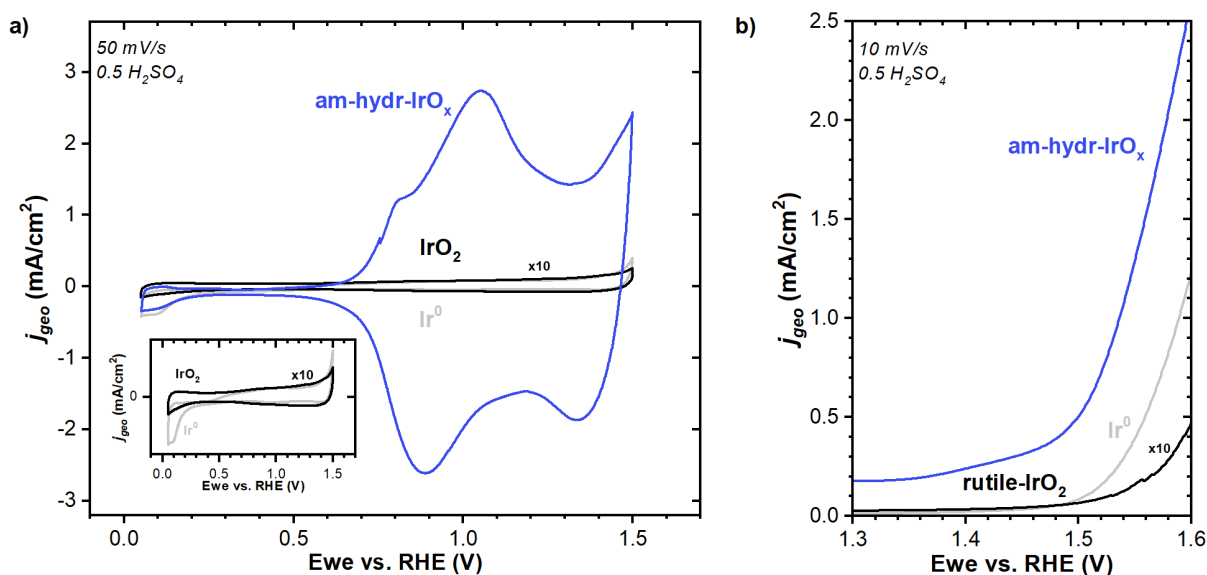 a)
50 mV/s
0.5 H₂SO₄
am-hydr-IrOₓ
IrO₂
x10
Ir⁰
3
2
1
0
-1
-2
-3
j_geo (mA/cm²)
0.0
0.5
1.0
1.5
Ewe vs. RHE (V)
IrO₂
x10
Ir⁰
0
j_geo (mA/cm²)
0.0
0.5
1.0
1.5
Ewe vs. RHE (V)
b)
10 mV/s
0.5 H₂SO₄
am-hydr-IrOₓ
Ir⁰
x10
rutile-IrO₂
2.5
2.0
1.5
1.0
0.5
0.0
j_geo (mA/cm²)
1.3
1.4
1.5
1.6
Ewe vs. RHE (V)